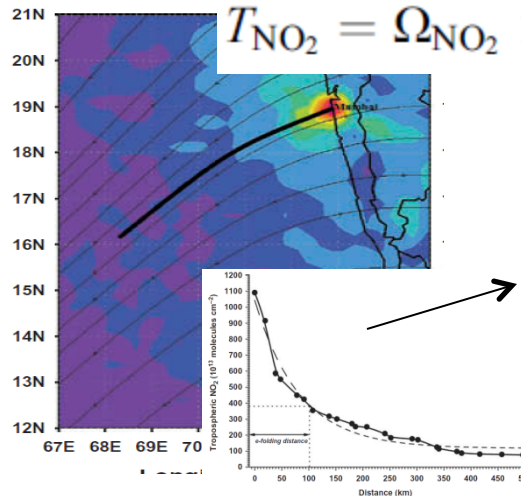 T_NO2 = Ω_NO2
21N
20N
19N
18N
17N
16N
15N
14N
13N
12N
67E 68E 69E 70
Mumbai
1200
1100
1000
900
800
700
600
500
400
300
200
100
0
Tropospheric NO2 (10^13 molecules cm^-2)
e-folding distance
0 50 100 150 200 250 300 350 400 450
Distance (km)